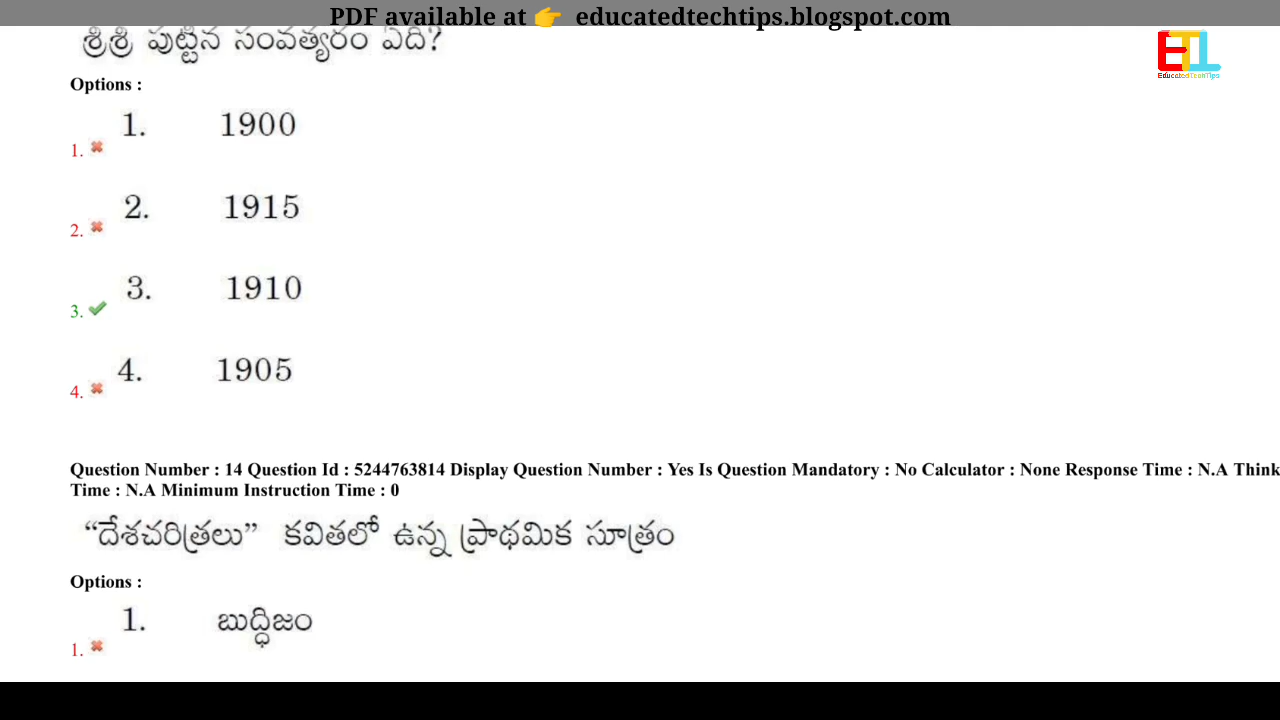 PDF available at 👉 educatedtechtips.blogspot.com
శ్రీశ్రీ పుట్టిన సంవత్సరం ఏది?
EducatedTechTips
Options :
1. 1900
1.
2. 1915
2.
3. 1910
3.
4. 1905
4.
Question Number : 14 Question Id : 5244763814 Display Question Number : Yes Is Question Mandatory : No Calculator : None Response Time : N.A Think
Time : N.A Minimum Instruction Time : 0
“దేశచరిత్రలు” కవితలో ఉన్న ప్రాథమిక సూత్రం
Options :
1. బుద్ధిజం
1.